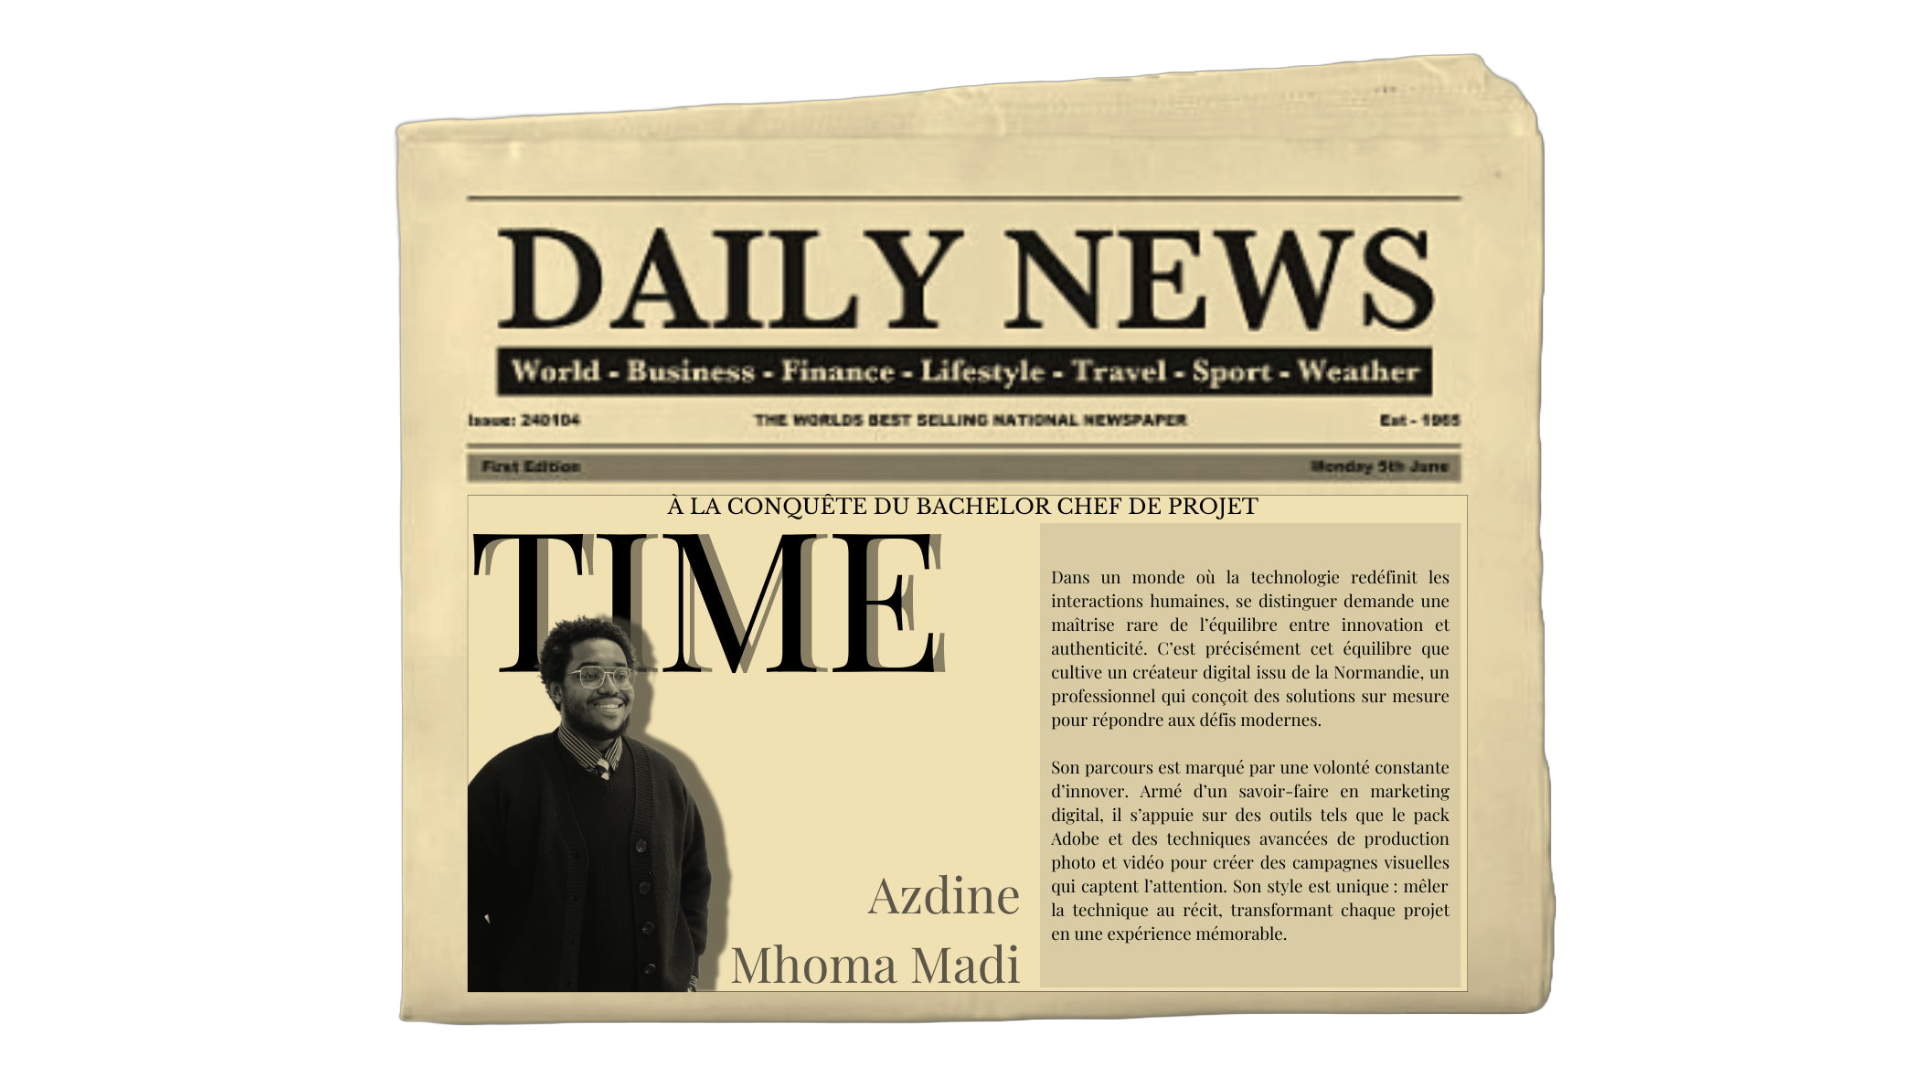 DAILY NEWS
World - Business - Finance - Lifestyle - Travel - Sport - Weather
Issue: 240104
THE WORLDS BEST SELLING NATIONAL NEWSPAPER
Est - 1965
First Edition
Monday 5th June
À LA CONQUÊTE DU BACHELOR CHEF DE PROJET
TIME
Azdine
Mhoma Madi
Dans un monde où la technologie redéfinit les
interactions humaines, se distinguer demande une
maîtrise rare de l’équilibre entre innovation et
authenticité. C’est précisément cet équilibre que
cultive un créateur digital issu de la Normandie, un
professionnel qui conçoit des solutions sur mesure
pour répondre aux défis modernes.
Son parcours est marqué par une volonté constante
d’innover. Armé d’un savoir-faire en marketing
digital, il s’appuie sur des outils tels que le pack
Adobe et des techniques avancées de production
photo et vidéo pour créer des campagnes visuelles
qui captent l’attention. Son style est unique : mêler
la technique au récit, transformant chaque projet
en une expérience mémorable.